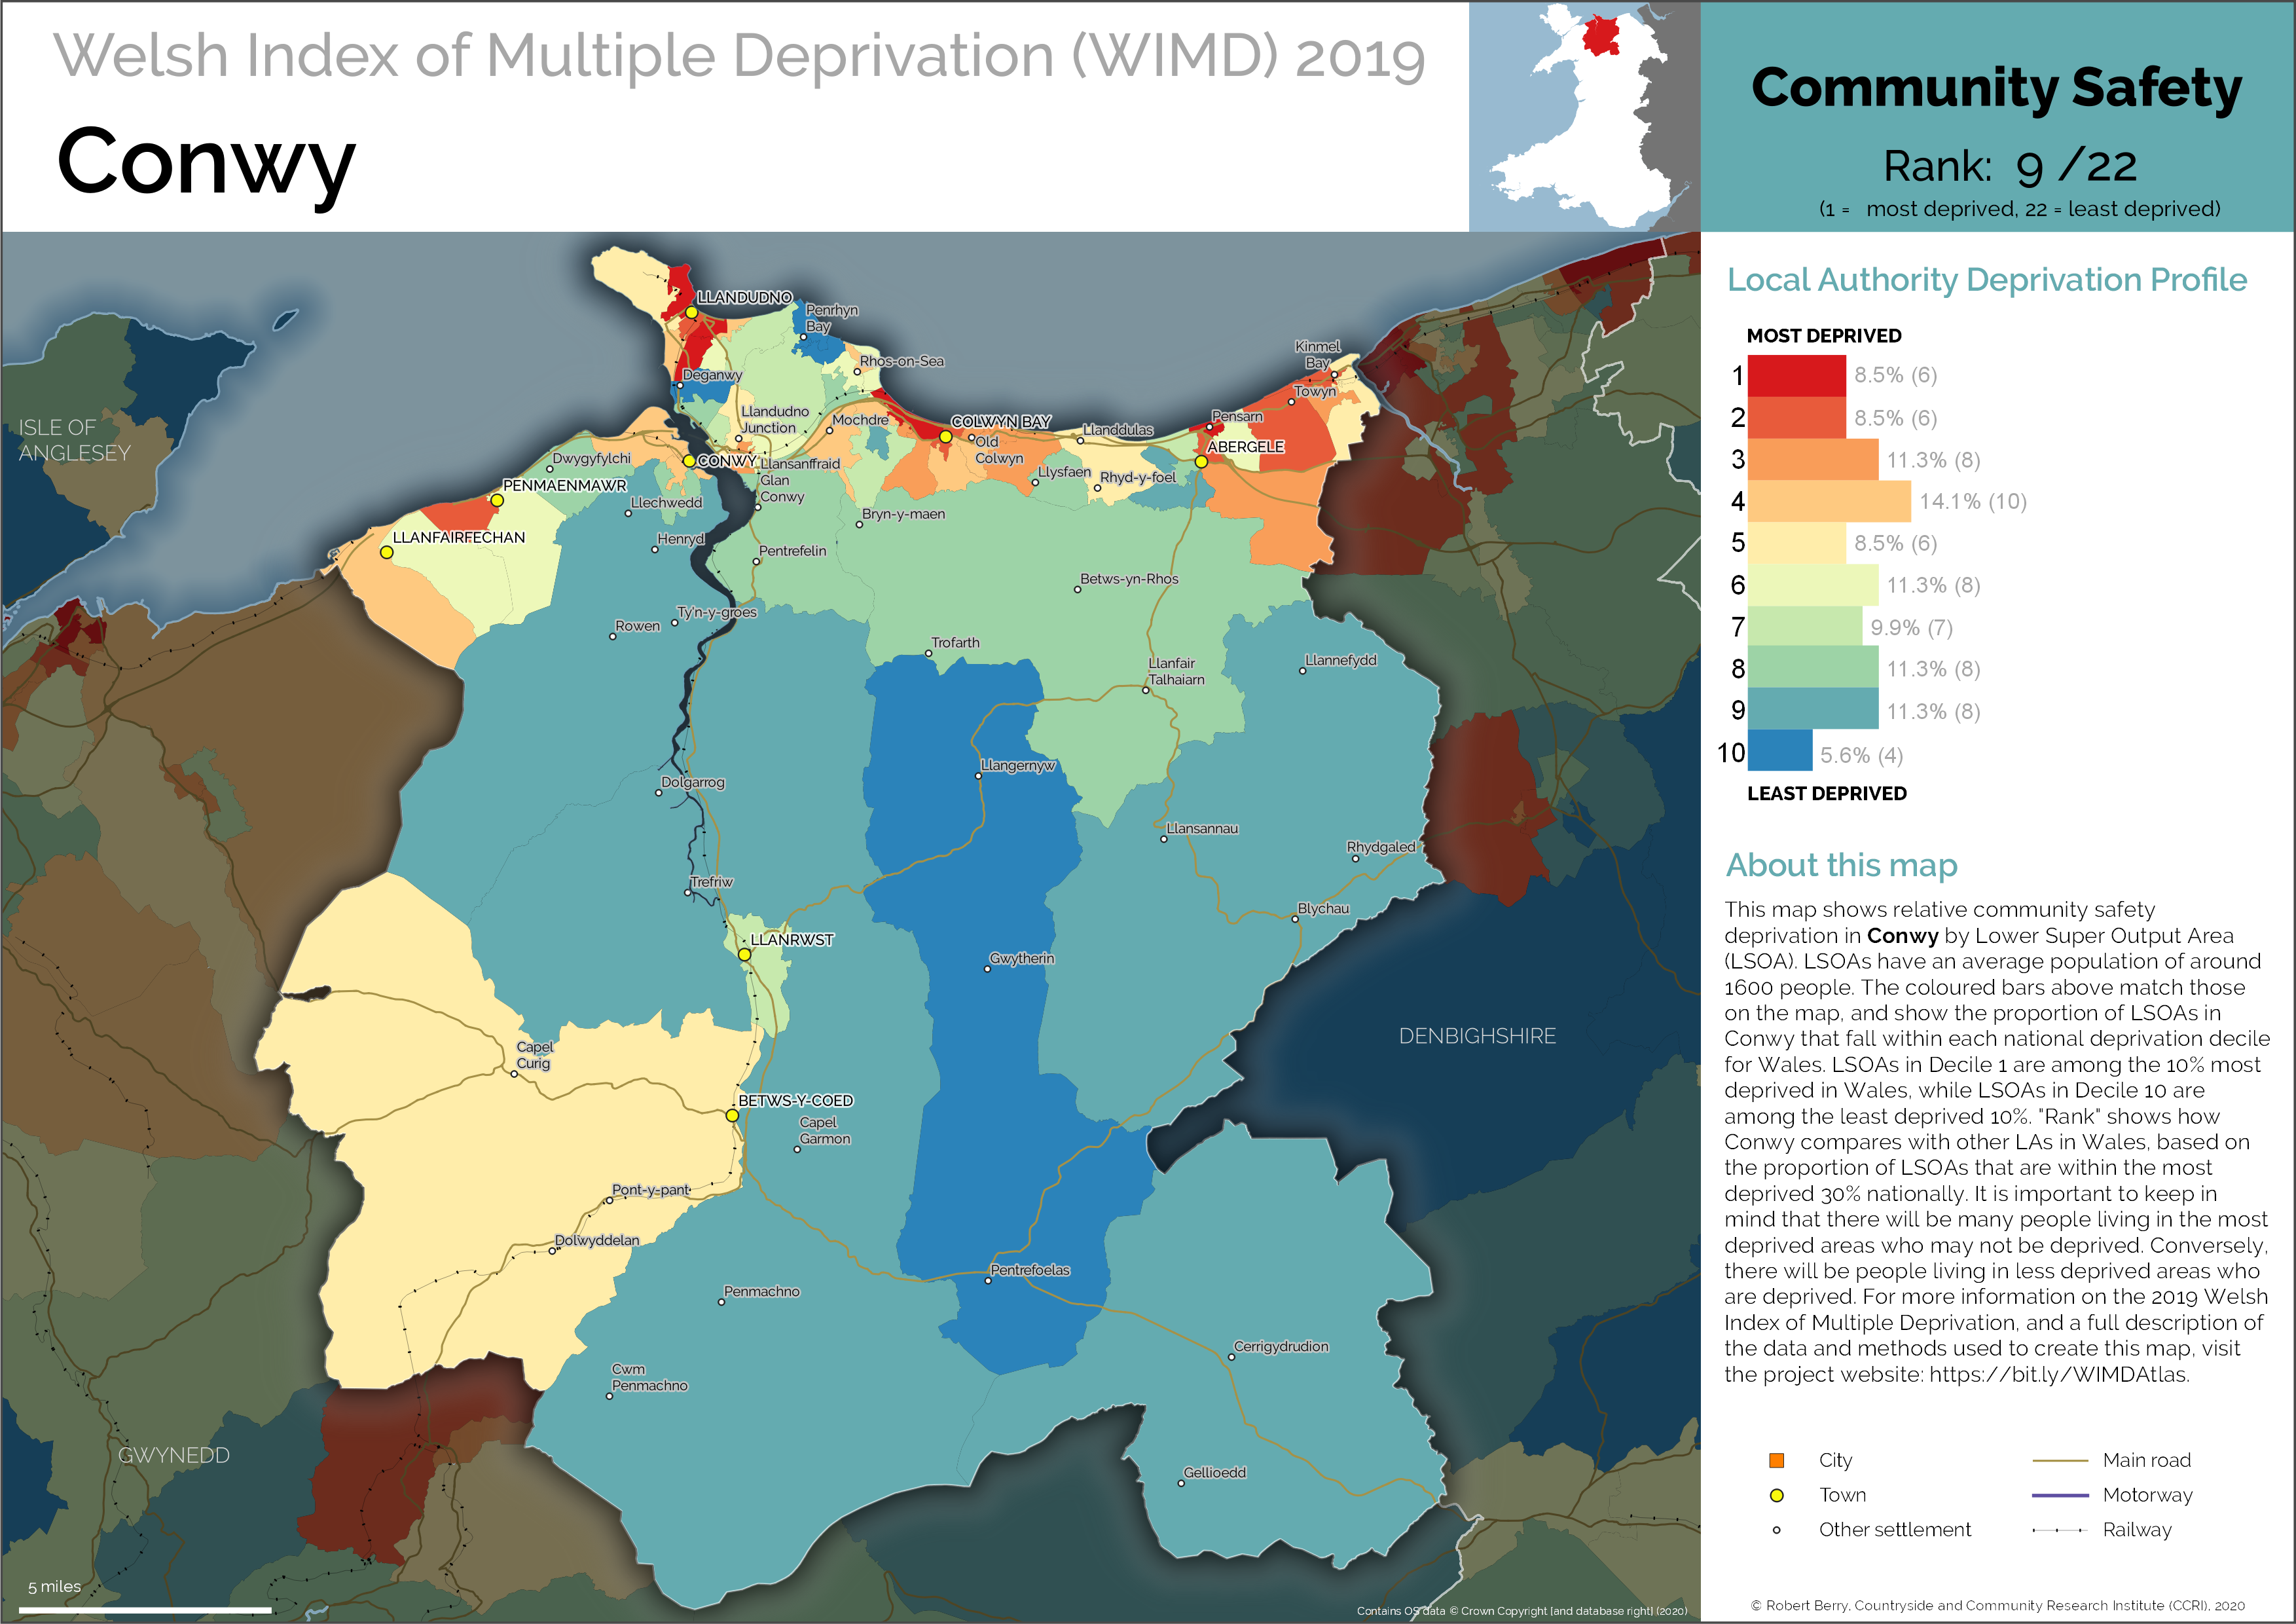 Welsh Index of Multiple Deprivation (WIMD) 2019
Conwy
Community Safety
Rank: 9 /22
(1 = most deprived, 22 = least deprived)
Local Authority Deprivation Profile
MOST DEPRIVED
1 8.5% (6)
2 8.5% (6)
3 11.3% (8)
4 14.1% (10)
5 8.5% (6)
6 11.3% (8)
7 9.9% (7)
8 11.3% (8)
9 11.3% (8)
10 5.6% (4)
LEAST DEPRIVED
About this map
This map shows relative community safety
deprivation in Conwy by Lower Super Output Area
(LSOA). LSOAs have an average population of around
1600 people. The coloured bars above match those
on the map, and show the proportion of LSOAs in
Conwy that fall within each national deprivation decile
for Wales. LSOAs in Decile 1 are among the 10% most
deprived in Wales, while LSOAs in Decile 10 are
among the least deprived 10%. "Rank" shows how
Conwy compares with other LAs in Wales, based on
the proportion of LSOAs that are within the most
deprived 30% nationally. It is important to keep in
mind that there will be many people living in the most
deprived areas who may not be deprived. Conversely,
there will be people living in less deprived areas who
are deprived. For more information on the 2019 Welsh
Index of Multiple Deprivation, and a full description of
the data and methods used to create this map, visit
the project website: https://bit.ly/WIMDAtlas.
City
Town
Other settlement
Main road
Motorway
Railway
© Robert Berry, Countryside and Community Research Institute (CCRI), 2020
LLANDUDNO
Penrhyn
Bay
Rhos-on-Sea
Kinmel
Bay
Towyn
Deganwy
Llandudno
Junction
Mochdre
COLWYN BAY
Old
Colwyn
Llanddulas
Pensarn
ABERGELE
ISLE OF
ANGLESEY
Dwygyfylchi
CONWY
Llansanffraid
Glan
Conwy
Llysfaen
Rhyd-y-foel
PENMAENMAWR
Llechwedd
Bryn-y-maen
LLANFAIRFECHAN
Henryd
Pentrefelin
Betws-yn-Rhos
Ty'n-y-groes
Rowen
Trofarth
Llanfair
Talhaiarn
Llannefydd
Llangernyw
Dolgarrog
Llansannau
Rhydgaled
Trefriw
Blychau
LLANRWST
Gwytherin
DENBIGHSHIRE
Capel
Curig
BETWS-Y-COED
Capel
Garmon
Pont-y-pant
Dolwyddelan
Pentrefoelas
Penmachno
Cerrigydrudion
Cwm
Penmachno
GWYNEDD
Gellioedd
5 miles
Contains OS data © Crown Copyright [and database right] (2020)